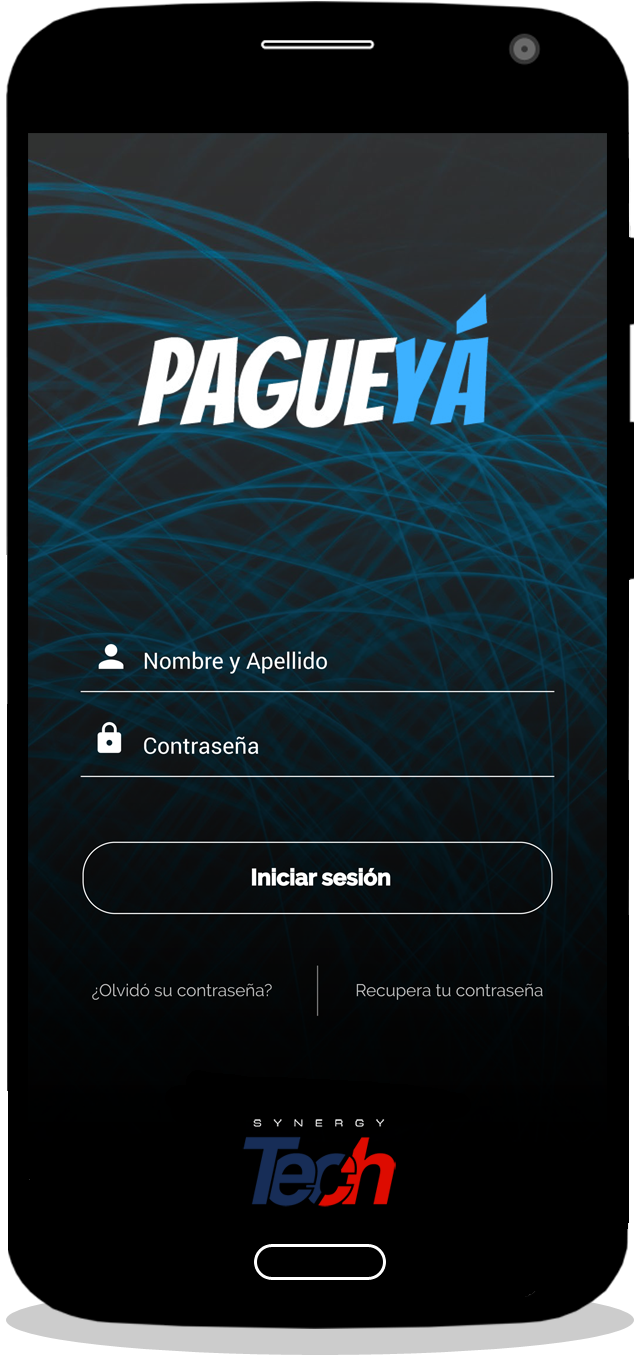 PAGUEYÁ
Nombre y Apellido
Contraseña
Iniciar sesión
¿Olvidó su contraseña?
Recupera tu contraseña
SYNERGY
Tech